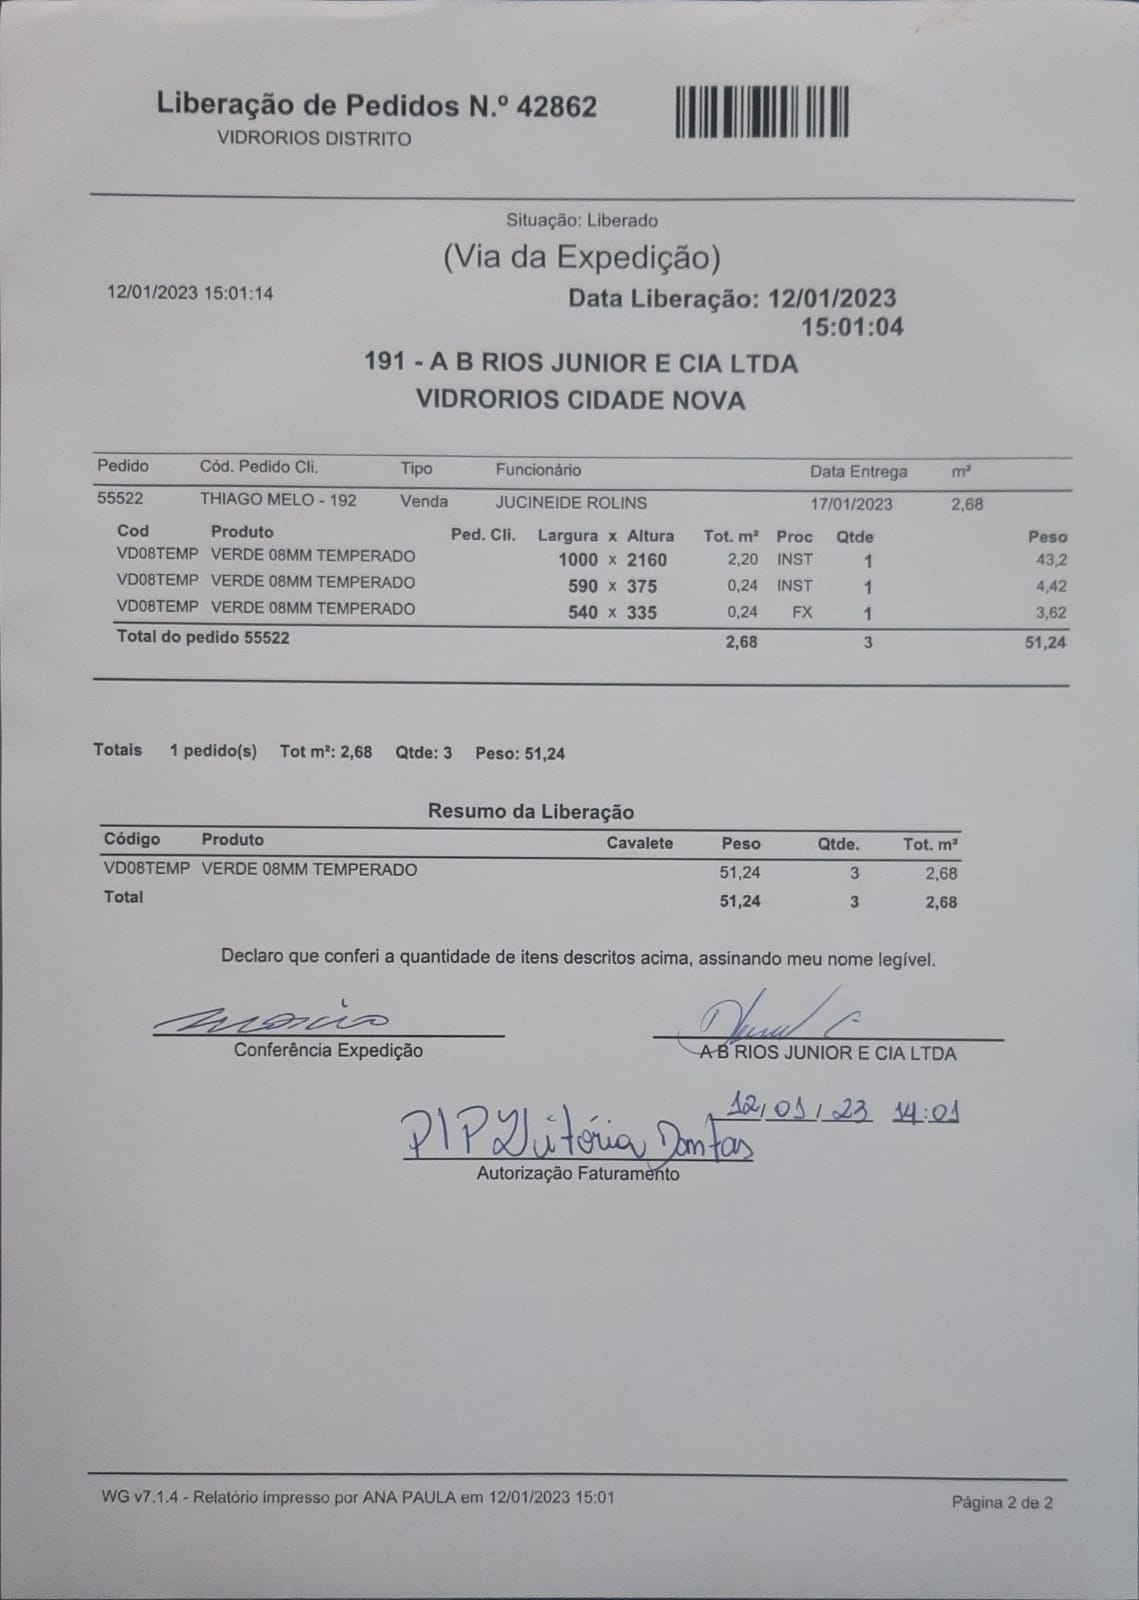 Liberação de Pedidos N.º 42862
VIDRORIOS DISTRITO
Situação: Liberado
(Via da Expedição)
12/01/2023 15:01:14
Data Liberação: 12/01/2023
15:01:04
191 - A B RIOS JUNIOR E CIA LTDA
VIDRORIOS CIDADE NOVA
Pedido Cód. Pedido Cli. Tipo Funcionário Data Entrega m²
55522 THIAGO MELO - 192 Venda JUCINEIDE ROLINS 17/01/2023 2,68
Cod Produto Ped. Cli. Largura x Altura Tot. m² Proc Qtde Peso
VD08TEMP VERDE 08MM TEMPERADO 1000 x 2160 2,20 INST 1 43,2
VD08TEMP VERDE 08MM TEMPERADO 590 x 375 0,24 INST 1 4,42
VD08TEMP VERDE 08MM TEMPERADO 540 x 335 0,24 FX 1 3,62
Total do pedido 55522 2,68 3 51,24
Totais 1 pedido(s) Tot m²: 2,68 Qtde: 3 Peso: 51,24
Resumo da Liberação
Código Produto Cavalete Peso Qtde. Tot. m²
VD08TEMP VERDE 08MM TEMPERADO 51,24 3 2,68
Total 51,24 3 2,68
Declaro que conferi a quantidade de itens descritos acima, assinando meu nome legível.
Conferência Expedição
A B RIOS JUNIOR E CIA LTDA
12/01/23 14:01
Vitória Dantas
Autorização Faturamento
WG v7.1.4 - Relatório impresso por ANA PAULA em 12/01/2023 15:01
Página 2 de 2